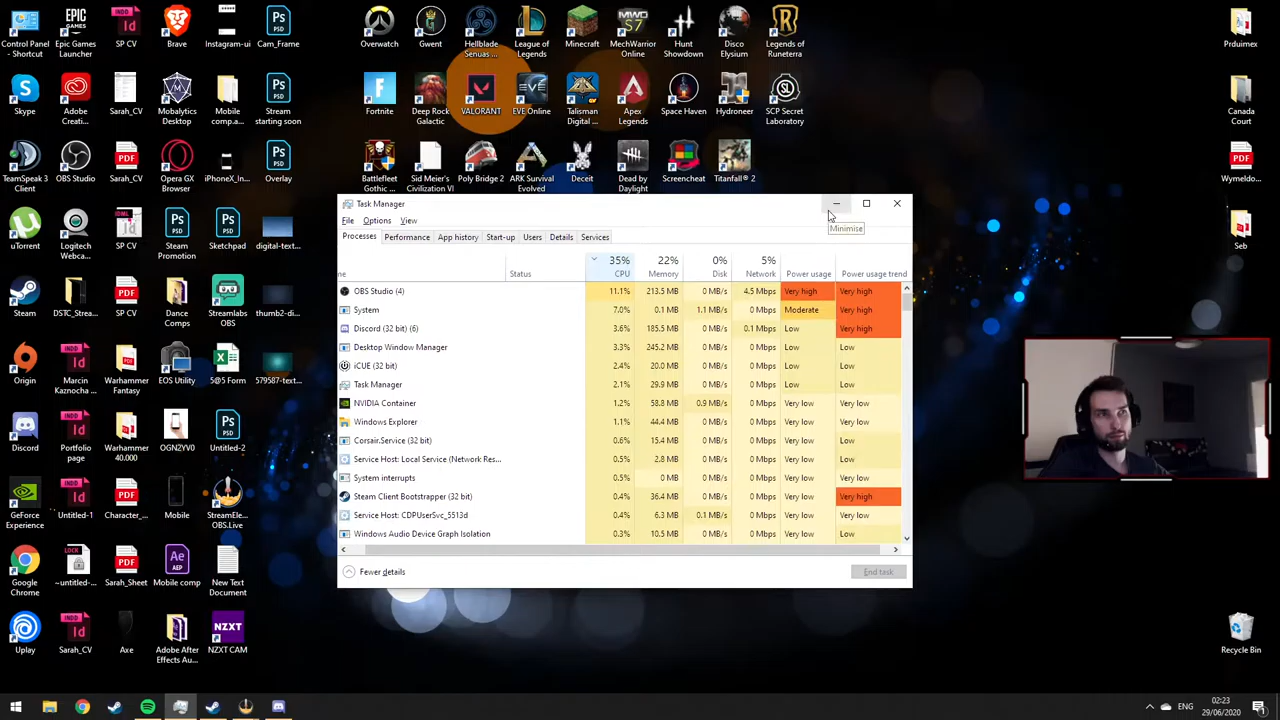 Control Panel
- Shortcut
Epic Games
Launcher
SP CV
Brave
Instagram-ui
Cam_Frame
Overwatch
Gwent
Hellblade
Senuas ...
League of
Legends
Minecraft
MechWarrior
Online
Hunt
Showdown
Disco
Elysium
Legends of
Runeterra
Prduimex
Skype
Adobe
Creati...
Sarah_CV
Mobalytics
Desktop
Mobile
comp.a...
Stream
starting soon
Fortnite
Deep Rock
Galactic
VALORANT
EVE Online
Talisman
Digital ...
Apex
Legends
Space Haven
Hydroneer
SCP Secret
Laboratory
Canada
Court
TeamSpeak 3
Client
OBS Studio
Sarah_CV
Opera GX
Browser
iPhoneX_In...
Overlay
Battlefleet
Gothic ...
Sid Meier's
Civilization VI
Poly Bridge 2
ARK Survival
Evolved
Deceit
Dead by
Daylight
Screencheat
Titanfall® 2
Wymeldo...
uTorrent
Logitech
Webca...
SP CV
Steam
Promotion
Sketchpad
digital-text...
Seb
Steam
DSTC_Strea...
SP CV
Dance
Comps
Streamlabs
OBS
thumb2-di...
Origin
Marcin
Kaznocha ...
Warhammer
Fantasy
EOS Utility
5@5 Form
579587-text...
Discord
Portfolio
page
Warhammer
40.000
OGN2YV0
Untitled-2
GeForce
Experience
Untitled-1
Character_...
Mobile
StreamEle...
OBS.Live
Google
Chrome
~untitled-...
Sarah_Sheet
Mobile comp
New Text
Document
Uplay
Sarah_CV
Axe
Adobe After
Effects Au...
NZXT CAM
Recycle Bin
Task Manager
Minimise
File Options View
Processes Performance App history Start-up Users Details Services
35% 22% 0% 5%
me Status CPU Memory Disk Network Power usage Power usage trend
OBS Studio (4) 11.1% 213.5 MB 0 MB/s 4.5 Mbps Very high Very high
System 7.0% 0.1 MB 1.1 MB/s 0 Mbps Moderate Very high
Discord (32 bit) (6) 3.6% 185.5 MB 0 MB/s 0.1 Mbps Low Very high
Desktop Window Manager 3.3% 245.2 MB 0 MB/s 0 Mbps Low Low
iCUE (32 bit) 2.4% 20.0 MB 0 MB/s 0 Mbps Low Low
Task Manager 2.1% 29.9 MB 0 MB/s 0 Mbps Low Low
NVIDIA Container 1.2% 58.8 MB 0.9 MB/s 0 Mbps Very low Very low
Windows Explorer 1.1% 44.4 MB 0 MB/s 0 Mbps Very low Very low
Corsair.Service (32 bit) 0.6% 15.4 MB 0 MB/s 0 Mbps Very low Low
Service Host: Local Service (Network Res... 0.5% 2.8 MB 0 MB/s 0 Mbps Very low Low
System interrupts 0.5% 0 MB 0 MB/s 0 Mbps Very low Very low
Steam Client Bootstrapper (32 bit) 0.4% 36.4 MB 0 MB/s 0 Mbps Very low Very high
Service Host: CDPUserSvc_5513d 0.4% 6.3 MB 0.1 MB/s 0 Mbps Very low Very low
Windows Audio Device Graph Isolation 0.3% 10.5 MB 0 MB/s 0 Mbps Very low Low
Fewer details
End task
ENG
02:23
29/06/2020